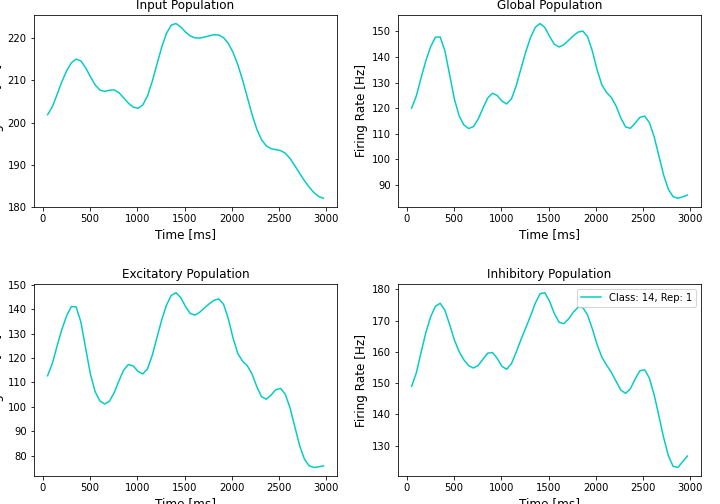 Input Population
220
210
200
190
180
0 500 1000 1500 2000 2500 3000
Time [ms]
Global Population
Firing Rate [Hz]
150
140
130
120
110
100
90
0 500 1000 1500 2000 2500 3000
Time [ms]
Excitatory Population
150
140
130
120
110
100
90
80
0 500 1000 1500 2000 2500 3000
Time [ms]
Inhibitory Population
Class: 14, Rep: 1
Firing Rate [Hz]
180
170
160
150
140
130
0 500 1000 1500 2000 2500 3000
Time [ms]